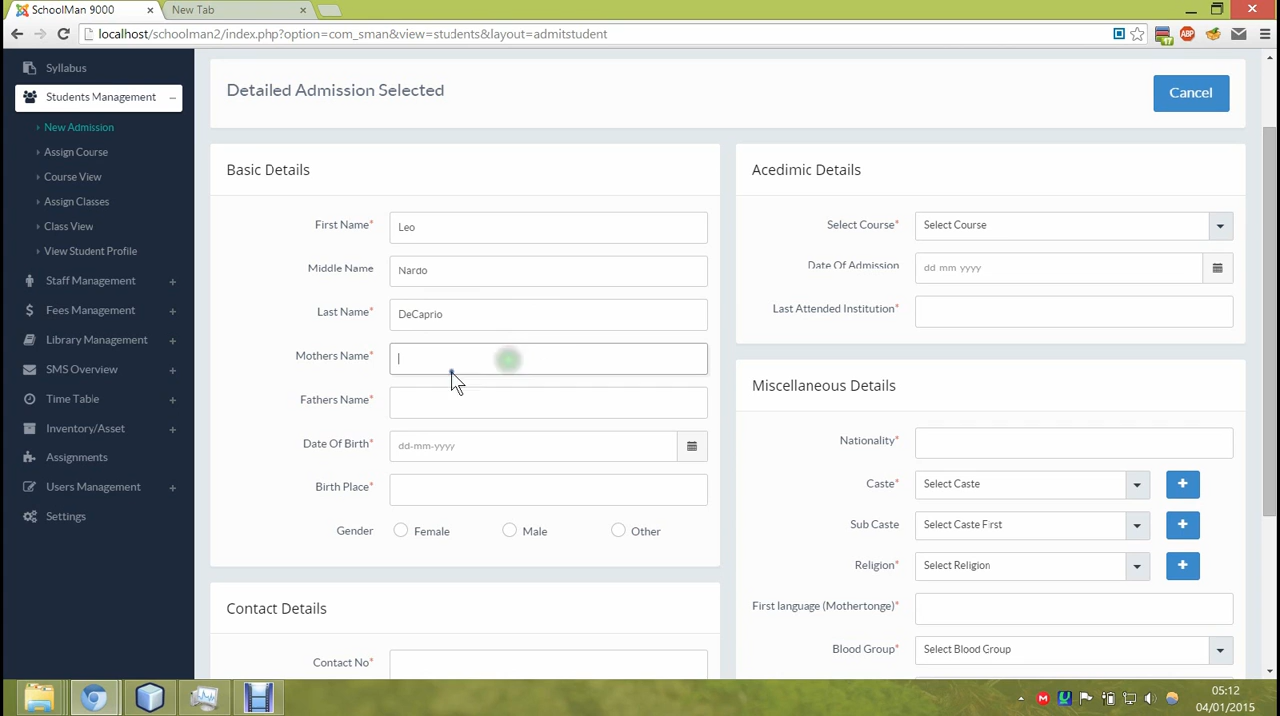 SchoolMan 9000
New Tab
localhost/schoolman2/index.php?option=com_sman&view=students&layout=admitstudent
Syllabus
Students Management
New Admission
Assign Course
Course View
Assign Classes
Class View
View Student Profile
Staff Management
Fees Management
Library Management
SMS Overview
Time Table
Inventory/Asset
Assignments
Users Management
Settings
Detailed Admission Selected
Cancel
Basic Details
First Name*
Leo
Middle Name
Nardo
Last Name*
DeCaprio
Mothers Name*
Fathers Name*
Date Of Birth*
dd-mm-yyyy
Birth Place*
Gender
Female
Male
Other
Contact Details
Contact No*
Acedimic Details
Select Course*
Select Course
Date Of Admission
dd mm yyyy
Last Attended Institution*
Miscellaneous Details
Nationality*
Caste*
Select Caste
+
Sub Caste
Select Caste First
+
Religion*
Select Religion
+
First language (Mothertonge)*
Blood Group*
Select Blood Group
17
ABP
05:12
04/01/2015